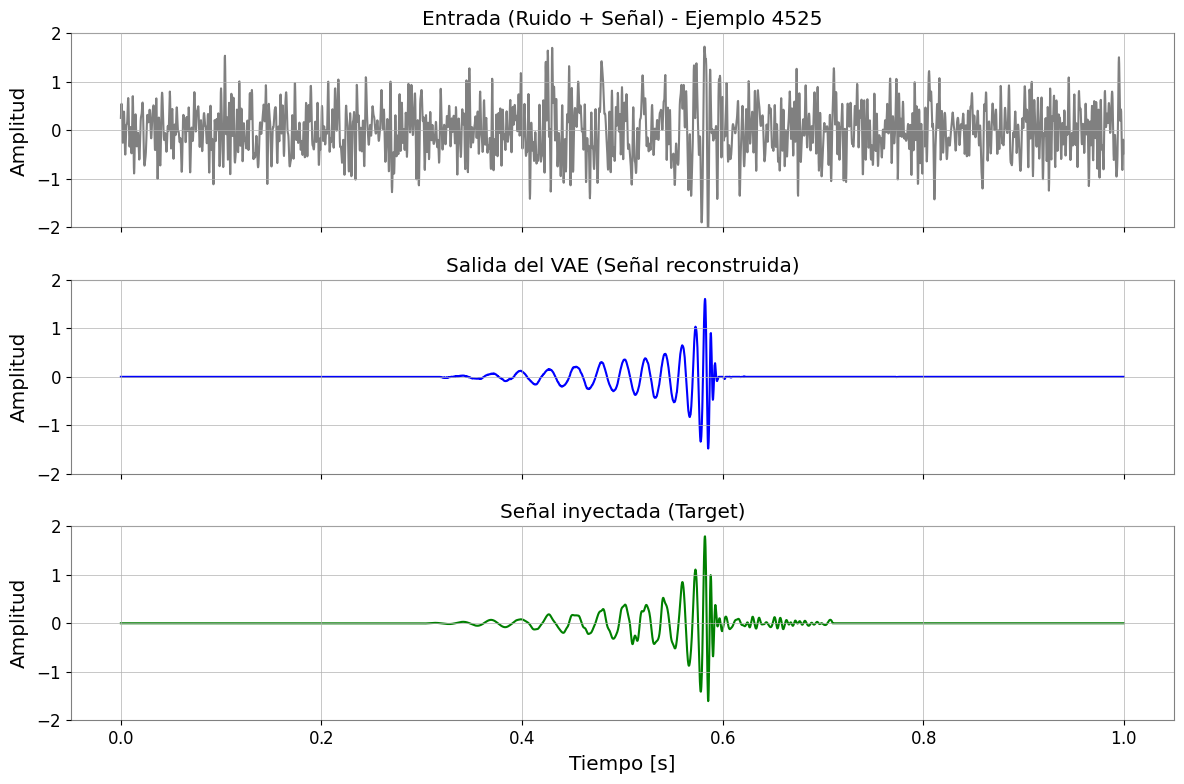 Entrada (Ruido + Señal) - Ejemplo 4525
2
1
0
−1
−2
Amplitud
Salida del VAE (Señal reconstruida)
2
1
0
−1
−2
Amplitud
Señal inyectada (Target)
2
1
0
−1
−2
Amplitud
0.0 0.2 0.4 0.6 0.8 1.0
Tiempo [s]